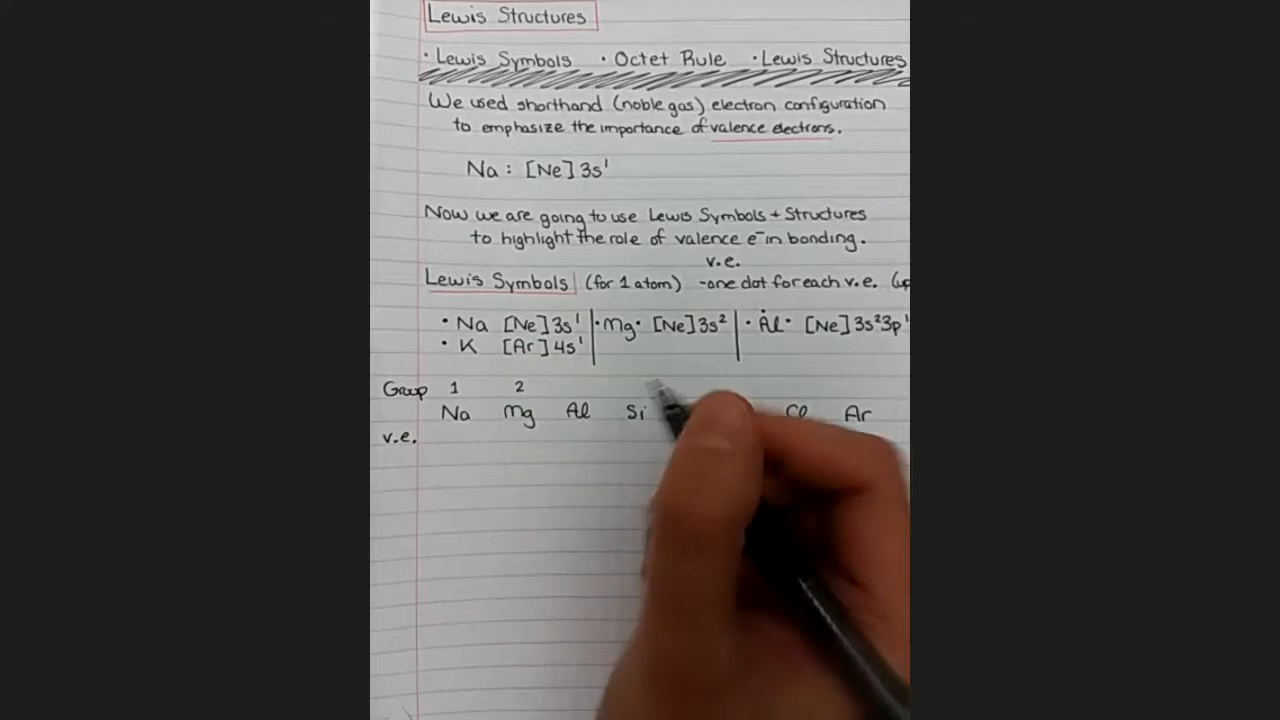 Lewis Structures
• Lewis Symbols • Octet Rule • Lewis Structures
We used shorthand (noble gas) electron configuration
to emphasize the importance of valence electrons.
Na : [Ne] 3s¹
Now we are going to use Lewis Symbols + Structures
to highlight the role of valence e⁻ in bonding.
v.e.
Lewis Symbols (for 1 atom) - one dot for each v.e.
• Na [Ne] 3s¹ | • Mg • [Ne] 3s² | • Al • [Ne] 3s² 3p¹
• K [Ar] 4s¹
Group 1 2
Na Mg Al Si Cl Ar
v.e.